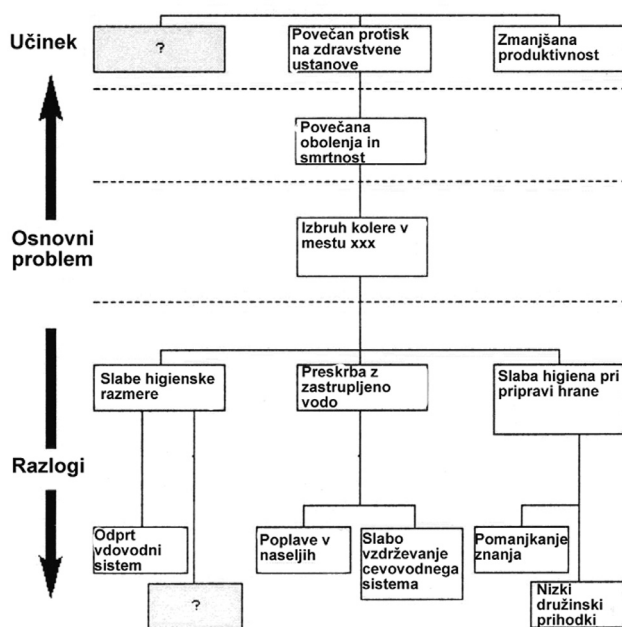 Učinek
?
Povečan protisk
na zdravstvene
ustanove
Zmanjšana
produktivnost
Povečana
obolenja in
smrtnost
Osnovni
problem
Izbruh kolere v
mestu xxx
Razlogi
Slabe higienske
razmere
Preskrba z
zastrupljeno
vodo
Slaba higiena pri
pripravi hrane
Odprt
vdovodni
sistem
?
Poplave v
naseljih
Slabo
vzdrževanje
cevovodnega
sistema
Pomanjkanje
znanja
Nizki
družinski
prihodki